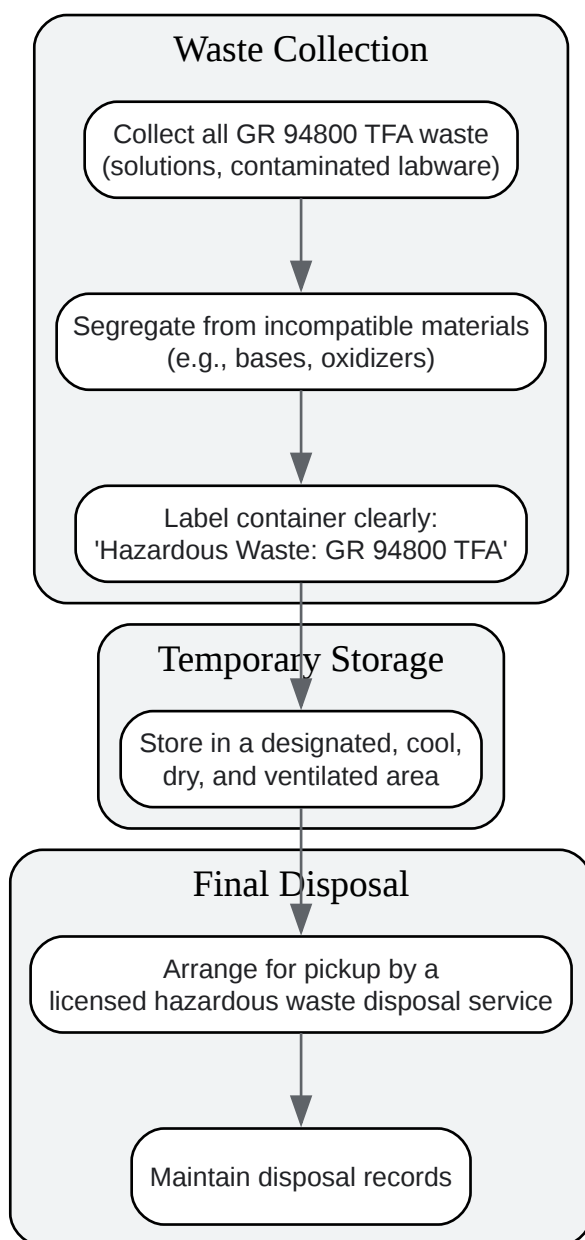 Waste Collection
Collect all GR 94800 TFA waste
(solutions, contaminated labware)
Segregate from incompatible materials
(e.g., bases, oxidizers)
Label container clearly:
'Hazardous Waste: GR 94800 TFA'
Temporary Storage
Store in a designated, cool,
dry, and ventilated area
Final Disposal
Arrange for pickup by a
licensed hazardous waste disposal service
Maintain disposal records